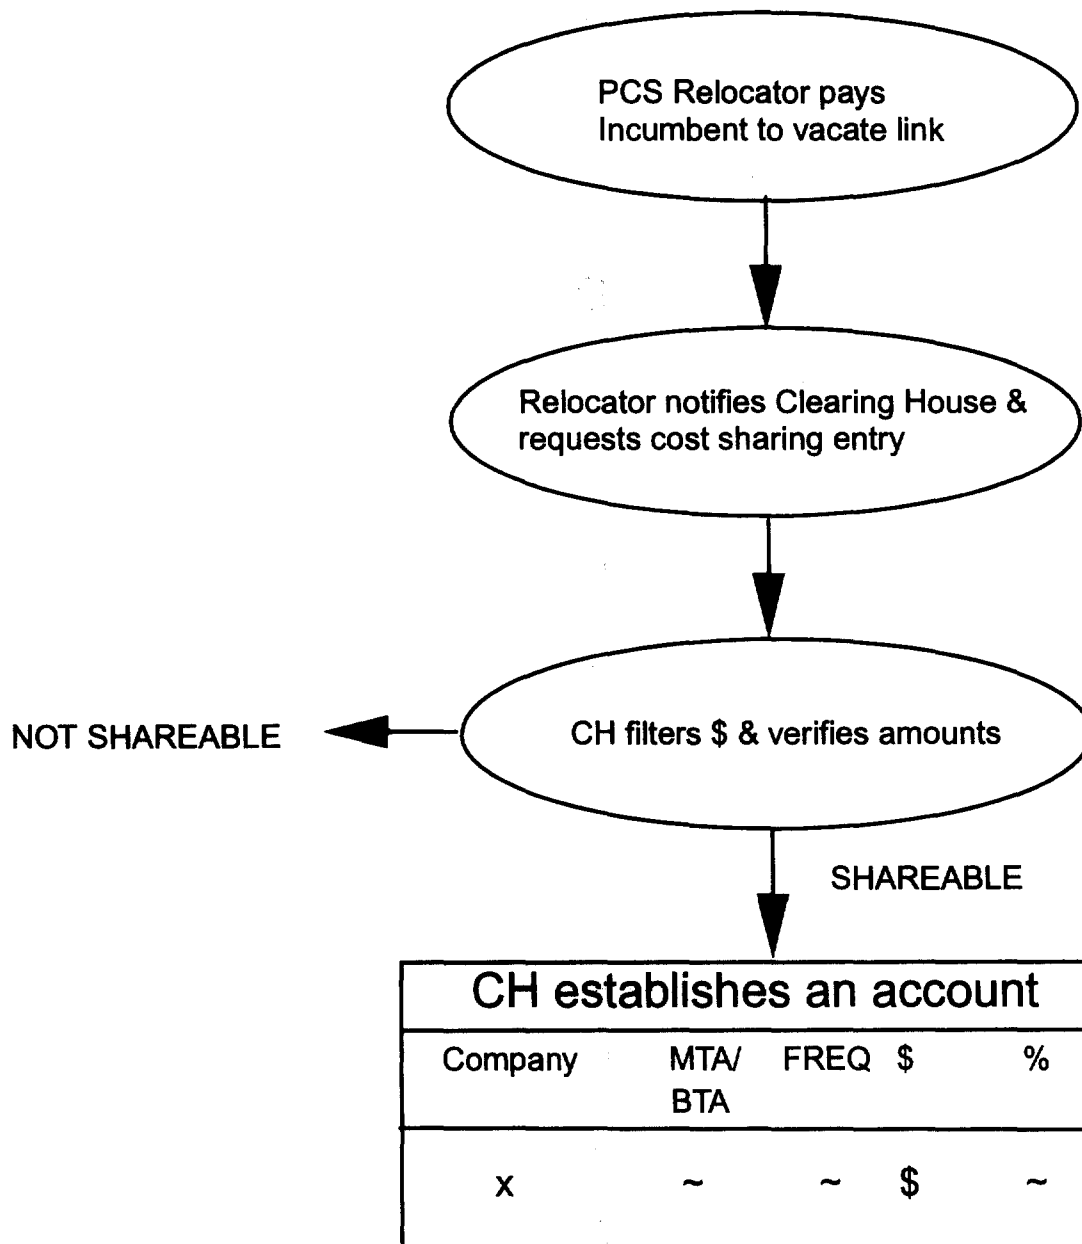 PCS Relocator pays
Incumbent to vacate link
Relocator notifies Clearing House &
requests cost sharing entry
NOT SHAREABLE
CH filters $ & verifies amounts
SHAREABLE
CH establishes an account
Company MTA/ FREQ $ %
BTA
x ~ ~ $ ~